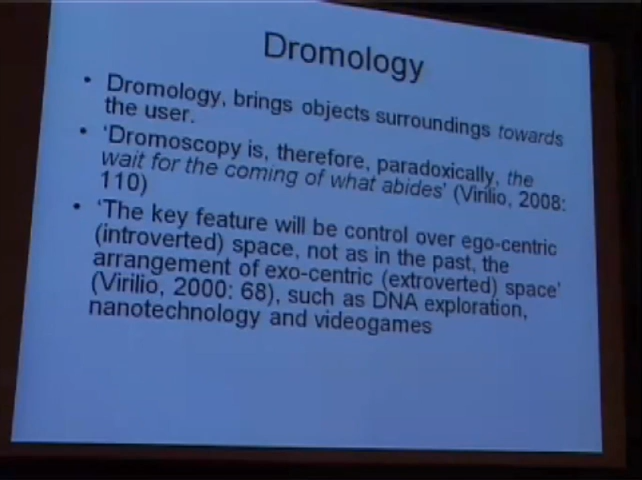 Dromology
• Dromology, brings objects surroundings towards
the user.
• 'Dromoscopy is, therefore, paradoxically, the
wait for the coming of what abides' (Virilio, 2008:
110)
• 'The key feature will be control over ego-centric
(introverted) space, not as in the past, the
arrangement of exo-centric (extroverted) space'
(Virilio, 2000: 68), such as DNA exploration,
nanotechnology and videogames